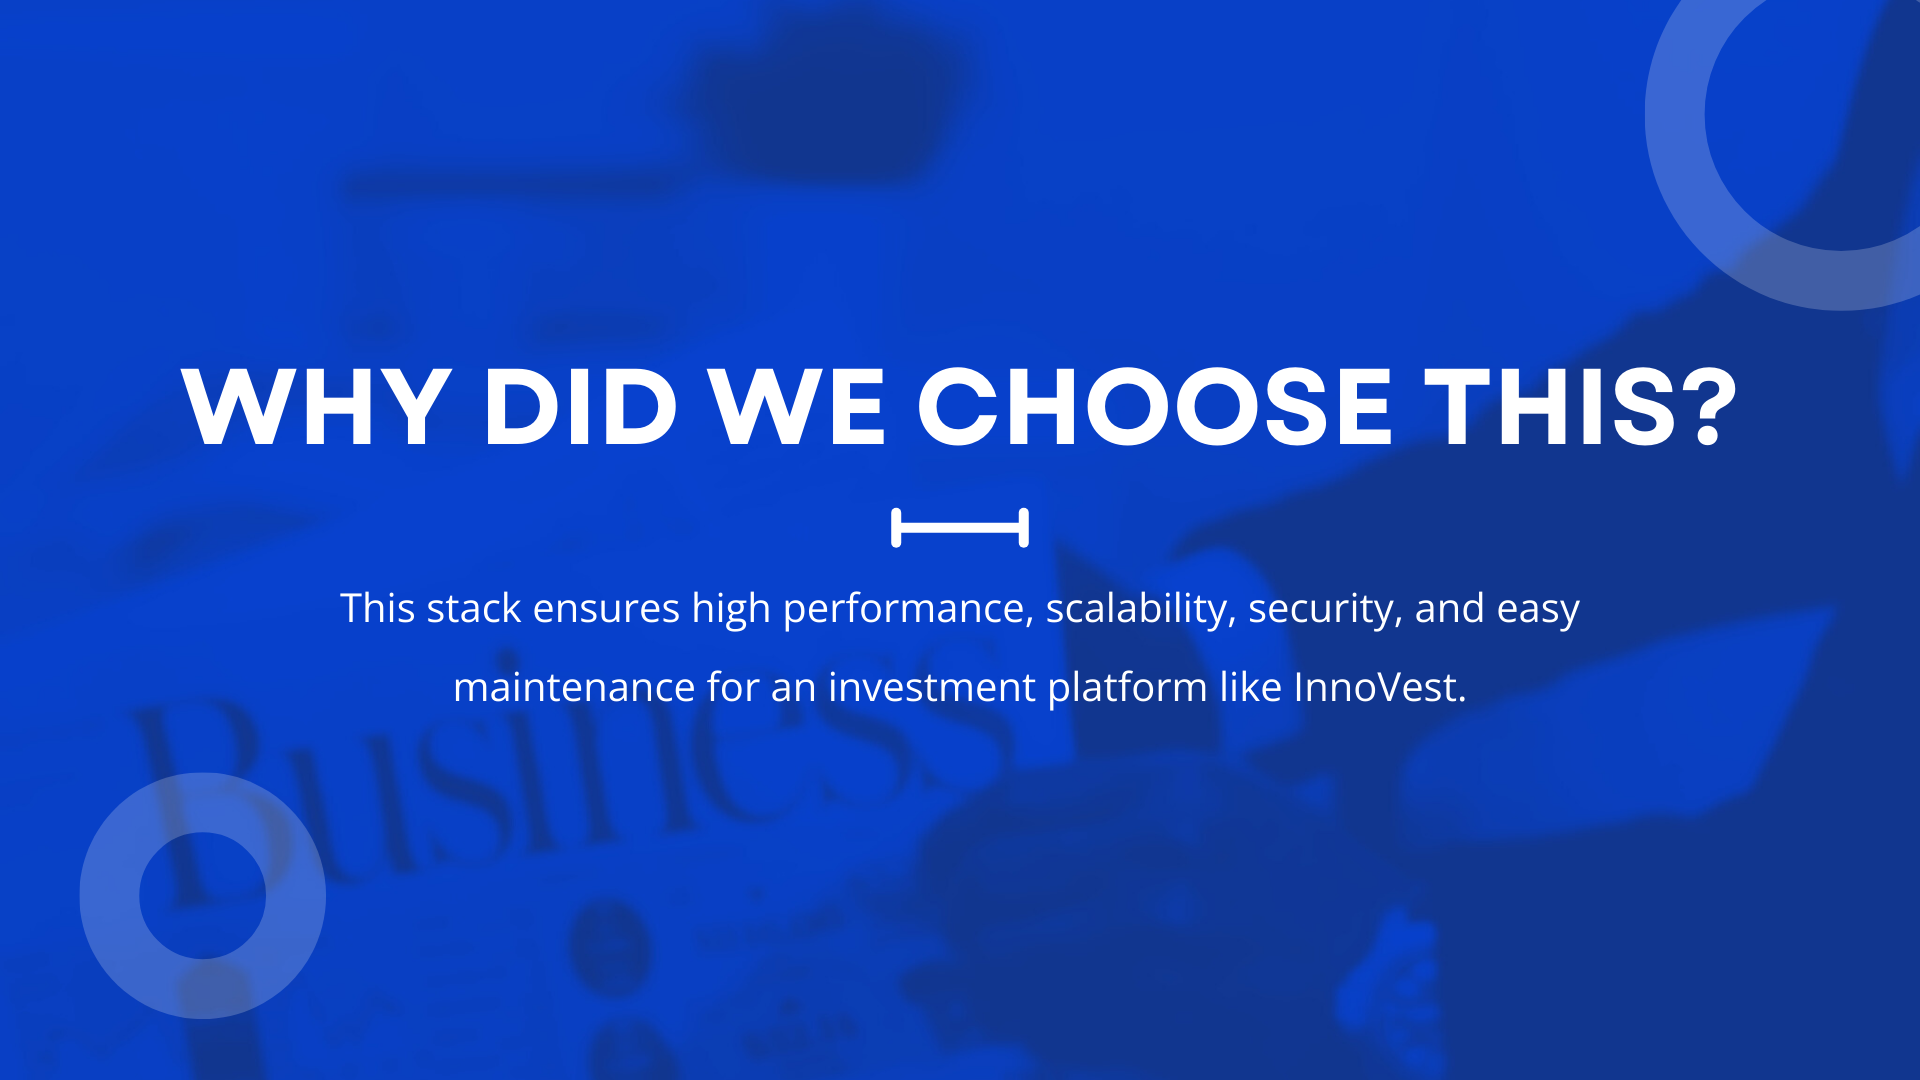 WHY DID WE CHOOSE THIS?
This stack ensures high performance, scalability, security, and easy
maintenance for an investment platform like InnoVest.
Business